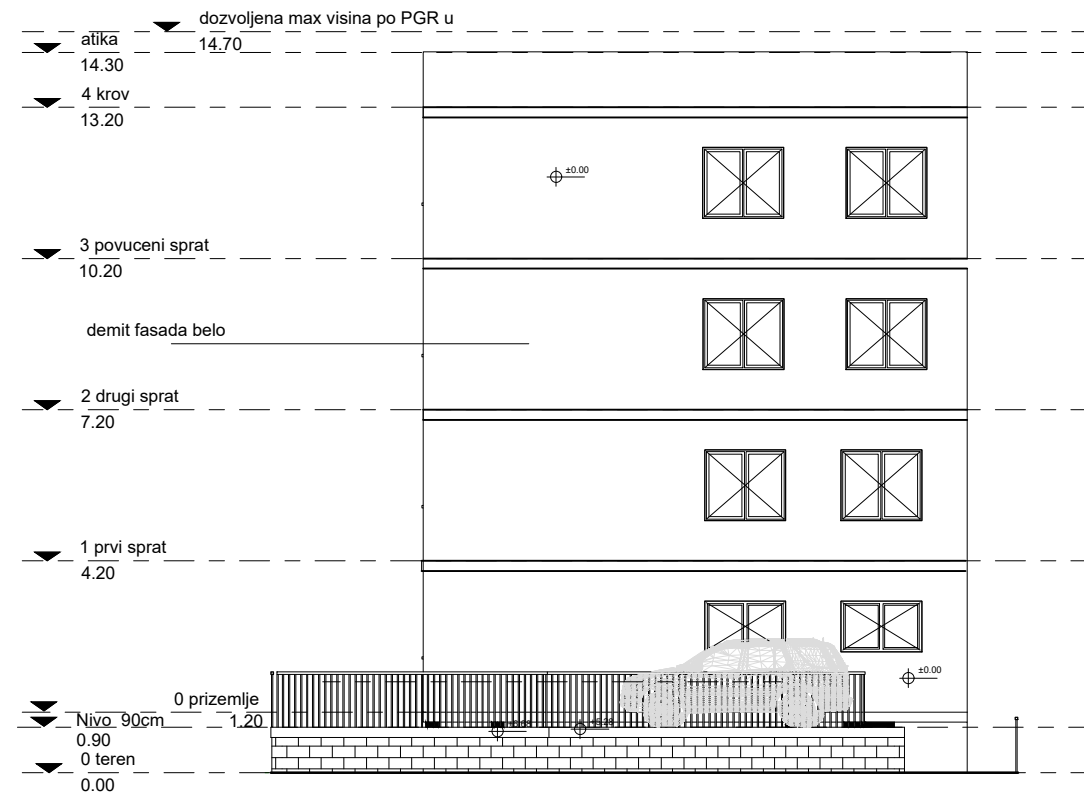 dozvoljena max visina po PGR u
14.70
atika
14.30
4 krov
13.20
±0.00
3 povuceni sprat
10.20
demit fasada belo
2 drugi sprat
7.20
1 prvi sprat
4.20
±0.00
0 prizemlje
1.20
Nivo 90cm
0.90
0 teren
0.00